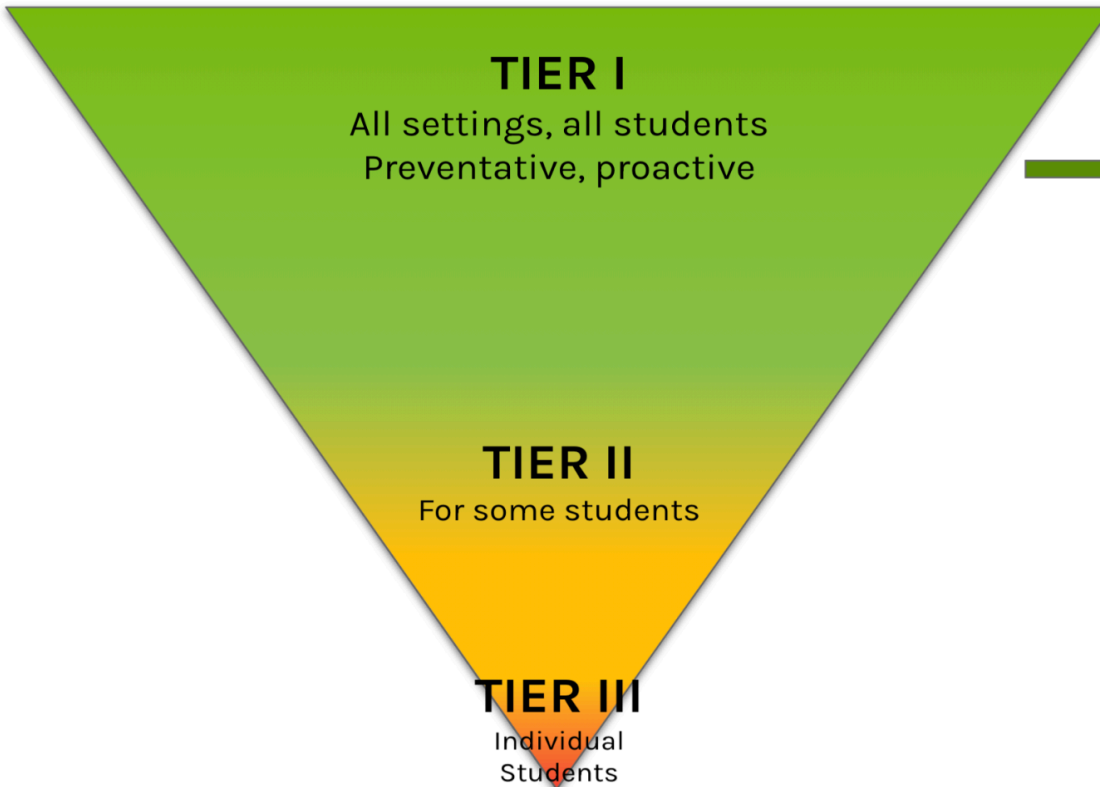 TIER I
All settings, all students
Preventative, proactive
TIER II
For some students
TIER III
Individual
Students